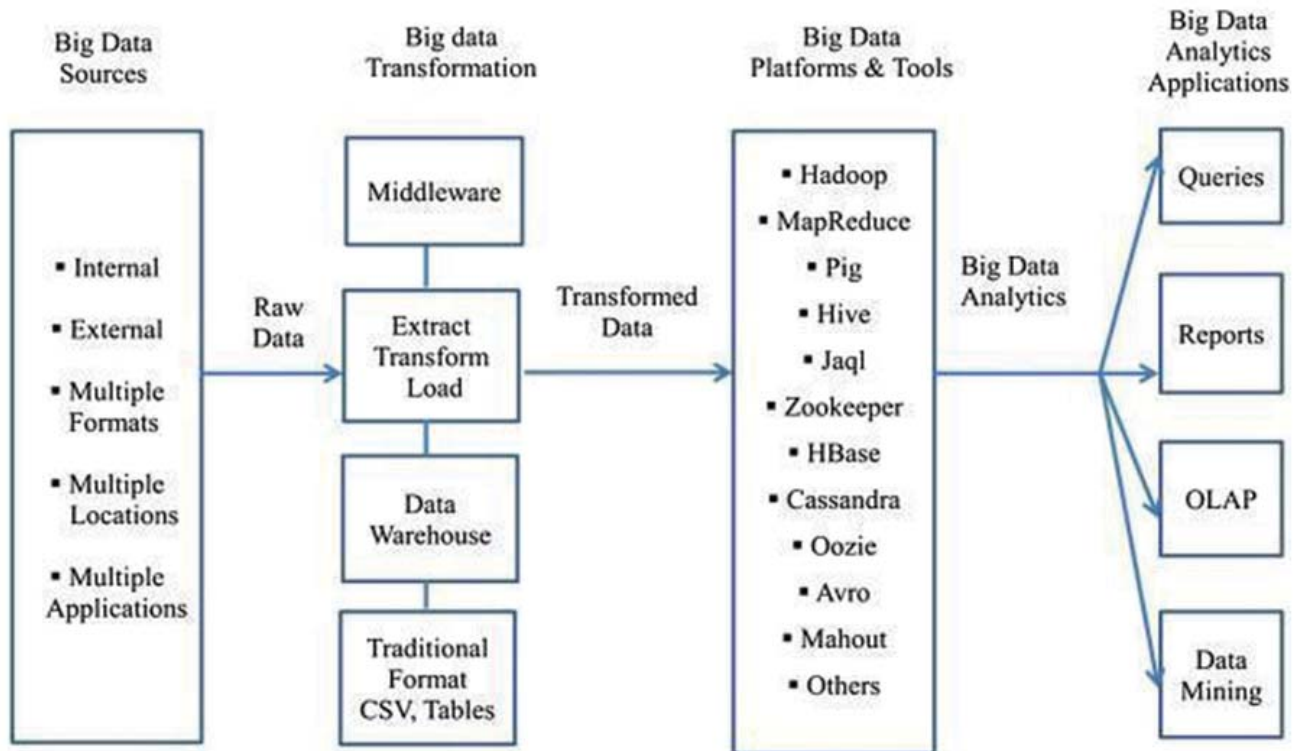 Big Data
Sources
Big data
Transformation
Big Data
Platforms & Tools
Big Data
Analytics
Applications
▪ Internal
▪ External
▪ Multiple
Formats
▪ Multiple
Locations
▪ Multiple
Applications
Raw
Data
Middleware
Extract
Transform
Load
Data
Warehouse
Traditional
Format
CSV, Tables
Transformed
Data
▪ Hadoop
▪ MapReduce
▪ Pig
▪ Hive
▪ Jaql
▪ Zookeeper
▪ HBase
▪ Cassandra
▪ Oozie
▪ Avro
▪ Mahout
▪ Others
Big Data
Analytics
Queries
Reports
OLAP
Data
Mining